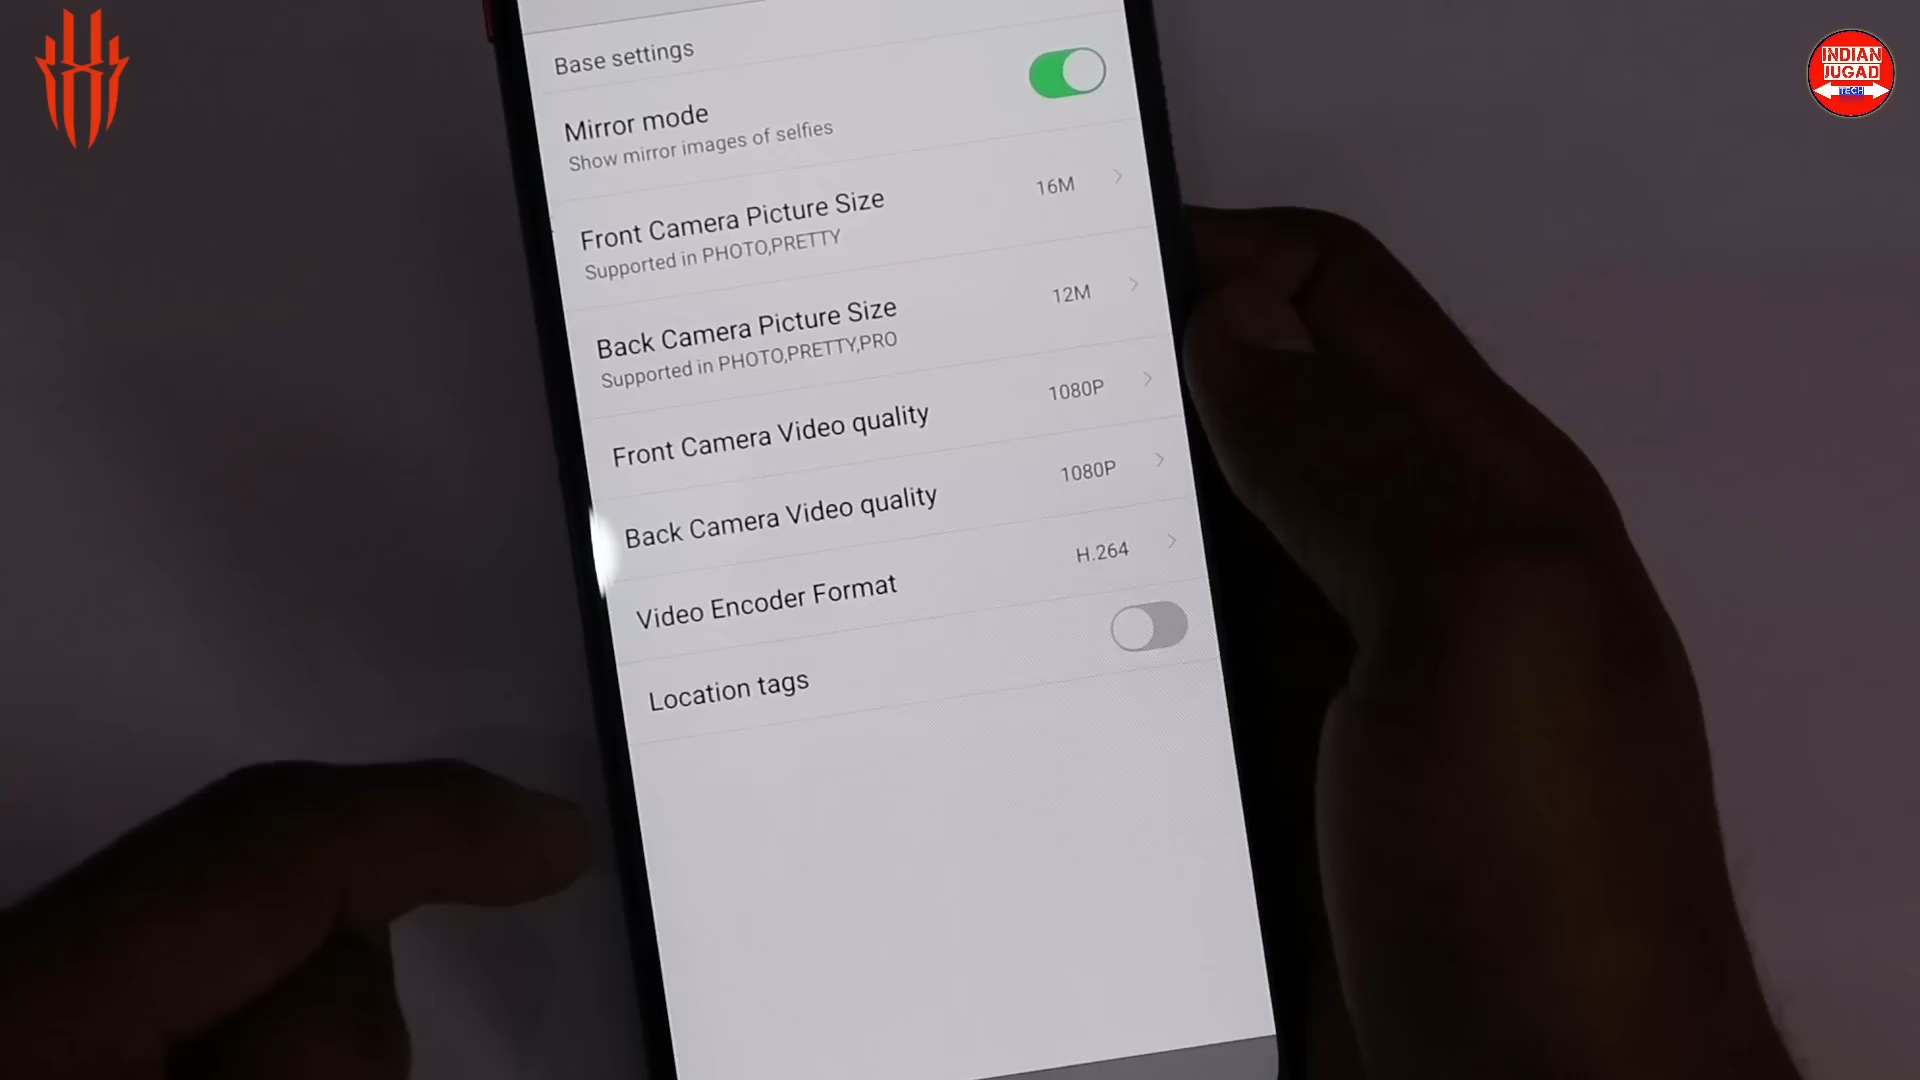 INDIAN
JUGAD
TECH
Base settings
Mirror mode
Show mirror images of selfies
Front Camera Picture Size
16M
Supported in PHOTO,PRETTY
Back Camera Picture Size
12M
Supported in PHOTO,PRETTY,PRO
Front Camera Video quality
1080P
Back Camera Video quality
1080P
Video Encoder Format
H.264
Location tags